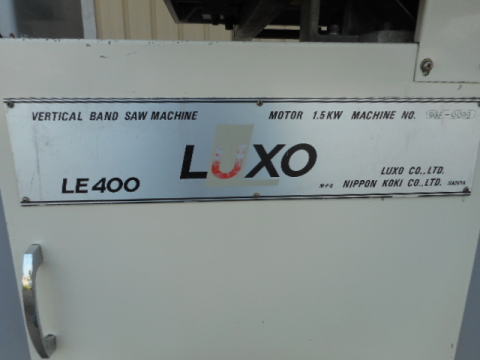 VERTICAL BAND SAW MACHINE MOTOR 1.5KW MACHINE NO.
LUXO
LE400
LUXO CO.,LTD.
NIPPON KOKI CO.,LTD.